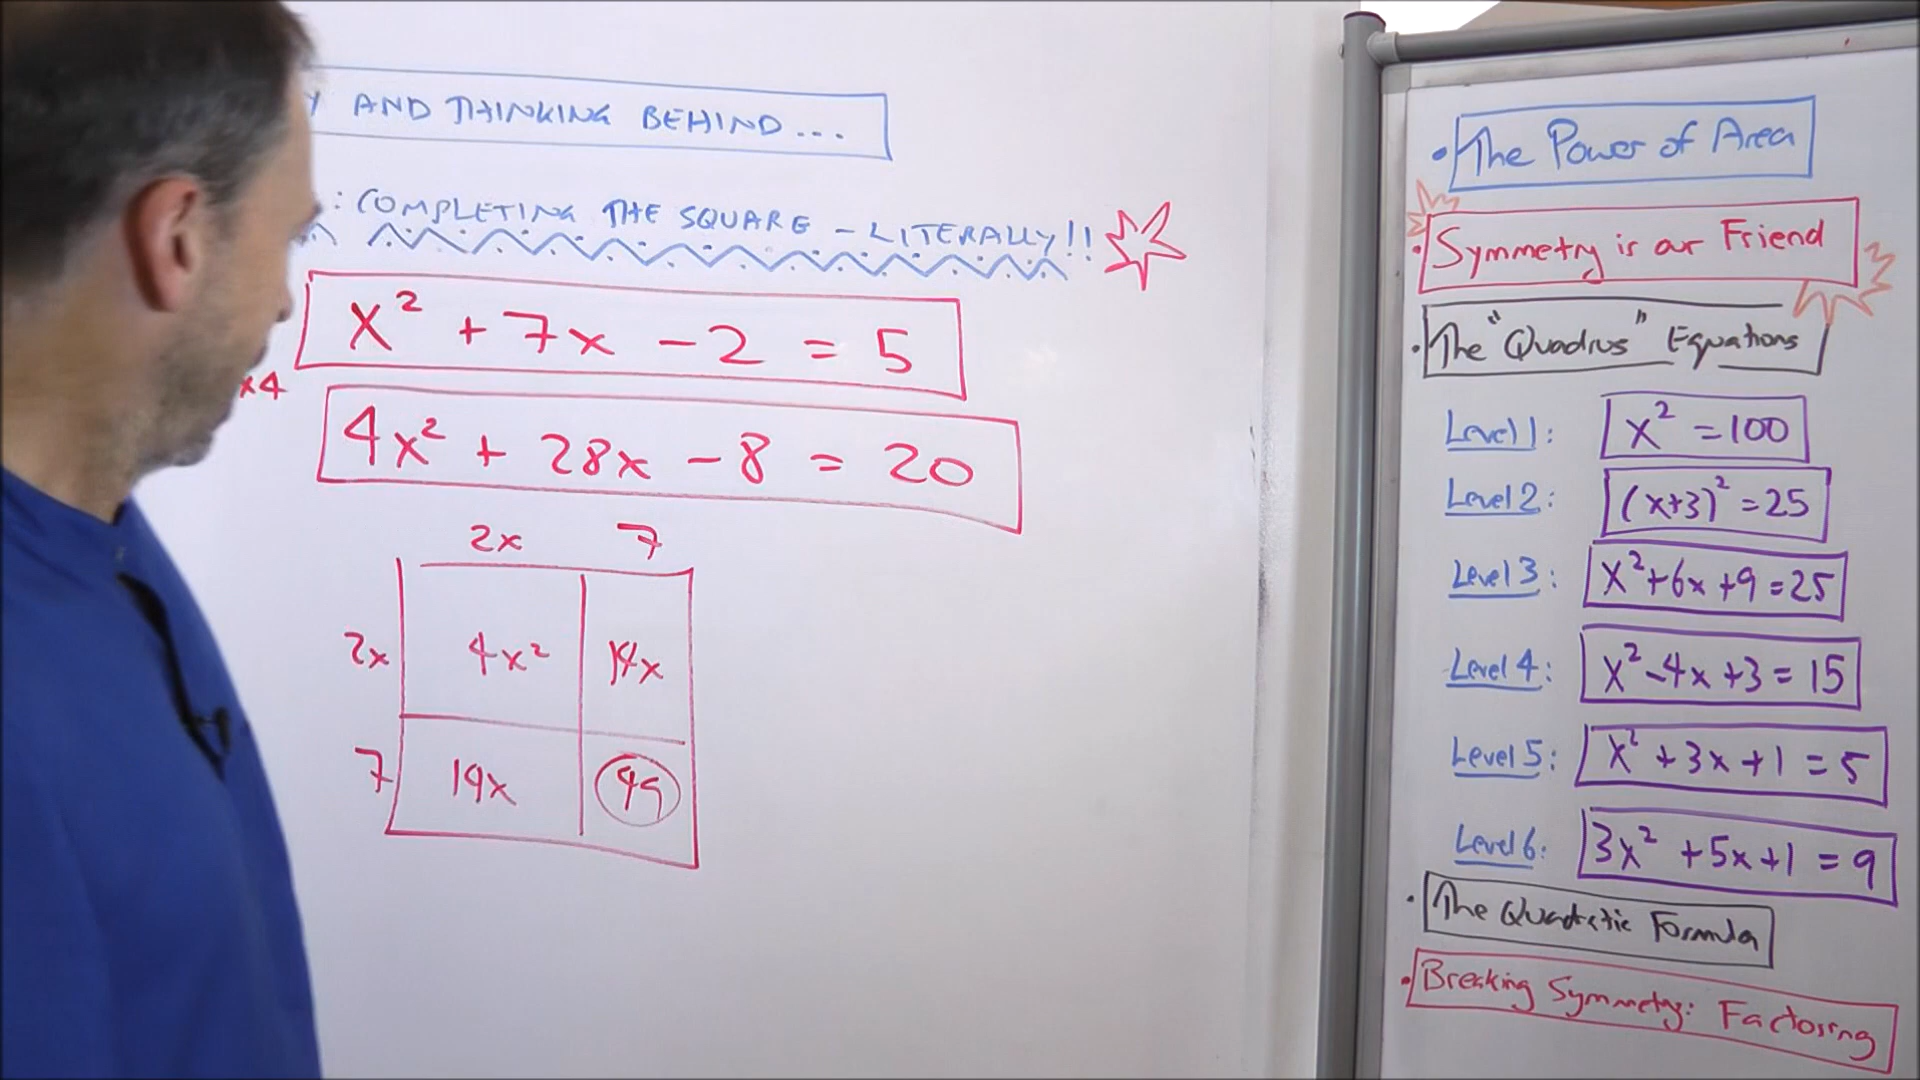 Y AND THINKING BEHIND...
: COMPLETING THE SQUARE - LITERALLY!!
x² + 7x - 2 = 5
x4
4x² + 28x - 8 = 20
2x 7
2x 4x² 14x
7 14x 49
• The Power of Area
• Symmetry is our Friend
• The "Quadrus" Equations
Level 1: x² = 100
Level 2: (x+3)² = 25
Level 3: x² + 6x + 9 = 25
Level 4: x² - 4x + 3 = 15
Level 5: x² + 3x + 1 = 5
Level 6: 3x² + 5x + 1 = 9
• The Quadratic Formula
• Breaking Symmetry: Factoring